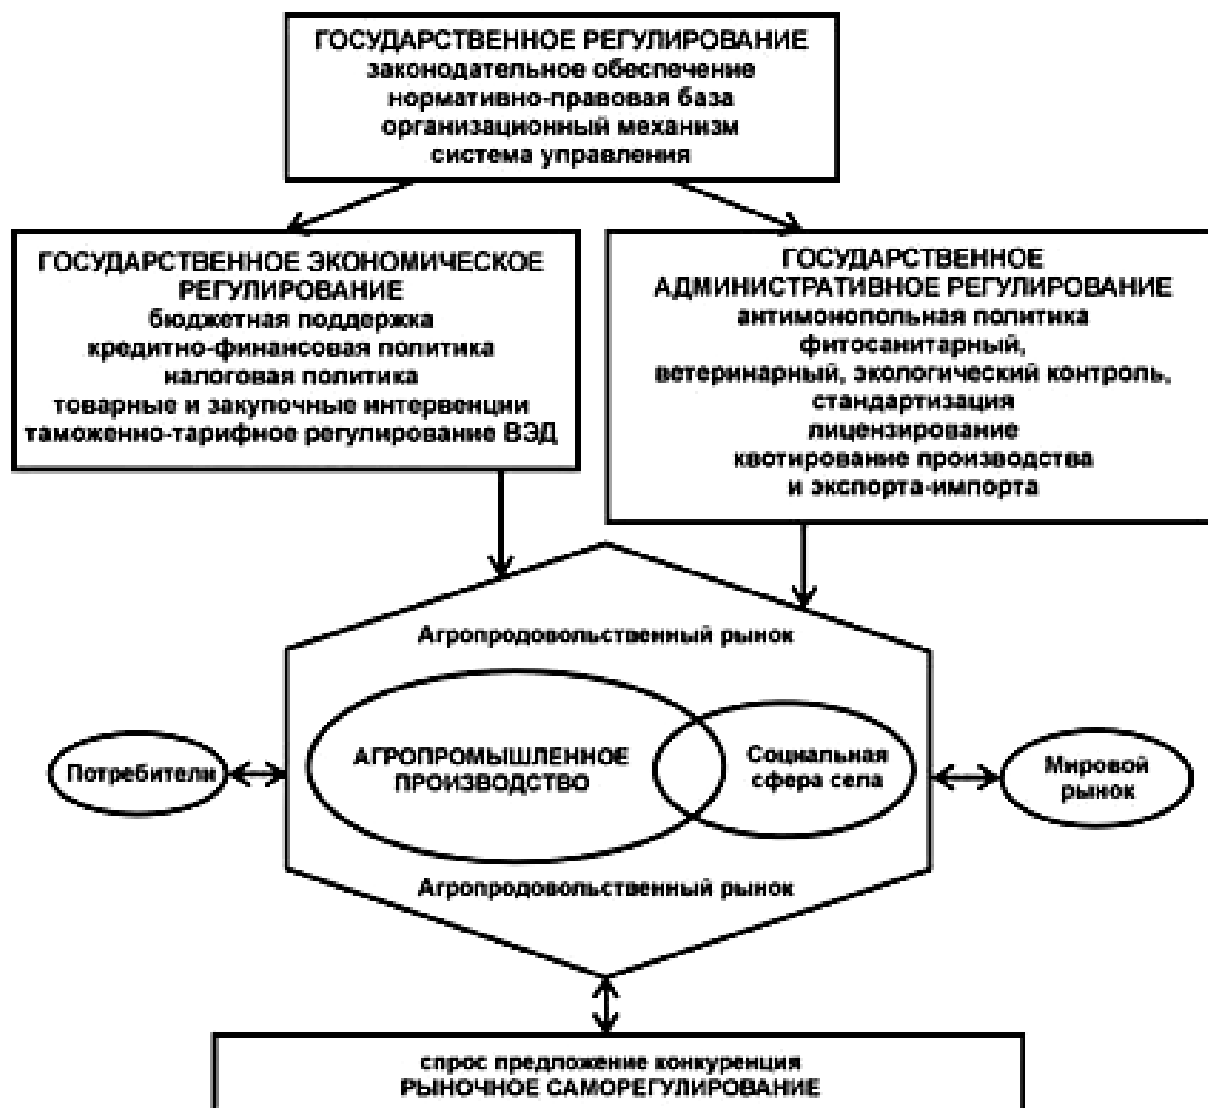 ГОСУДАРСТВЕННОЕ РЕГУЛИРОВАНИЕ
законодательное обеспечение
нормативно-правовая база
организационный механизм
система управления
ГОСУДАРСТВЕННОЕ ЭКОНОМИЧЕСКОЕ
РЕГУЛИРОВАНИЕ
бюджетная поддержка
кредитно-финансовая политика
налоговая политика
товарные и закупочные интервенции
таможенно-тарифное регулирование ВЭД
ГОСУДАРСТВЕННОЕ
АДМИНИСТРАТИВНОЕ РЕГУЛИРОВАНИЕ
антимонопольная политика
фитосанитарный,
ветеринарный, экологический контроль,
стандартизация
лицензирование
квотирование производства
и экспорта-импорта
Агропродовольственный рынок
Потребители
АГРОПРОМЫШЛЕННОЕ
ПРОИЗВОДСТВО
Социальная
сфера села
Мировой
рынок
Агропродовольственный рынок
спрос предложение конкуренция
РЫНОЧНОЕ САМОРЕГУЛИРОВАНИЕ